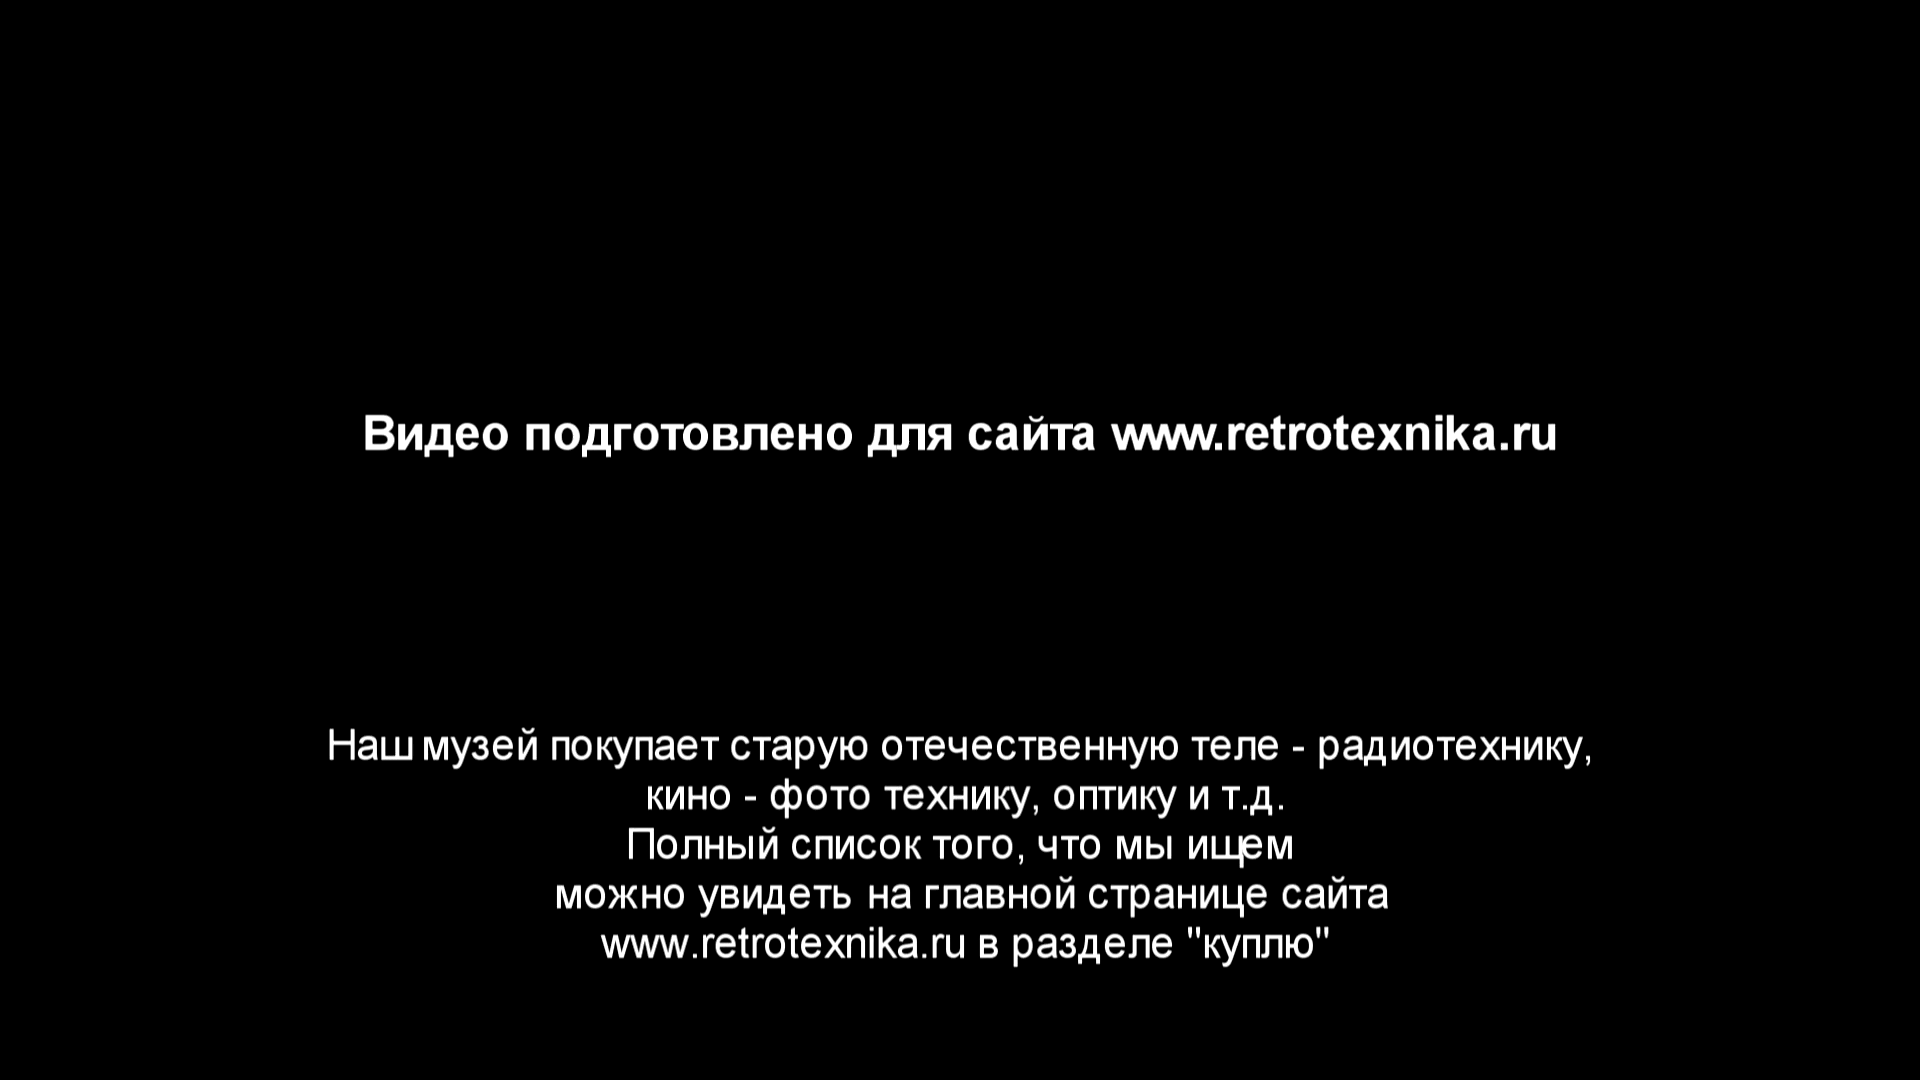 Видео подготовлено для сайта www.retrotexnika.ru
Наш музей покупает старую отечественную теле - радиотехнику,
кино - фото технику, оптику и т.д.
Полный список того, что мы ищем
можно увидеть на главной странице сайта
www.retrotexnika.ru в разделе "куплю"